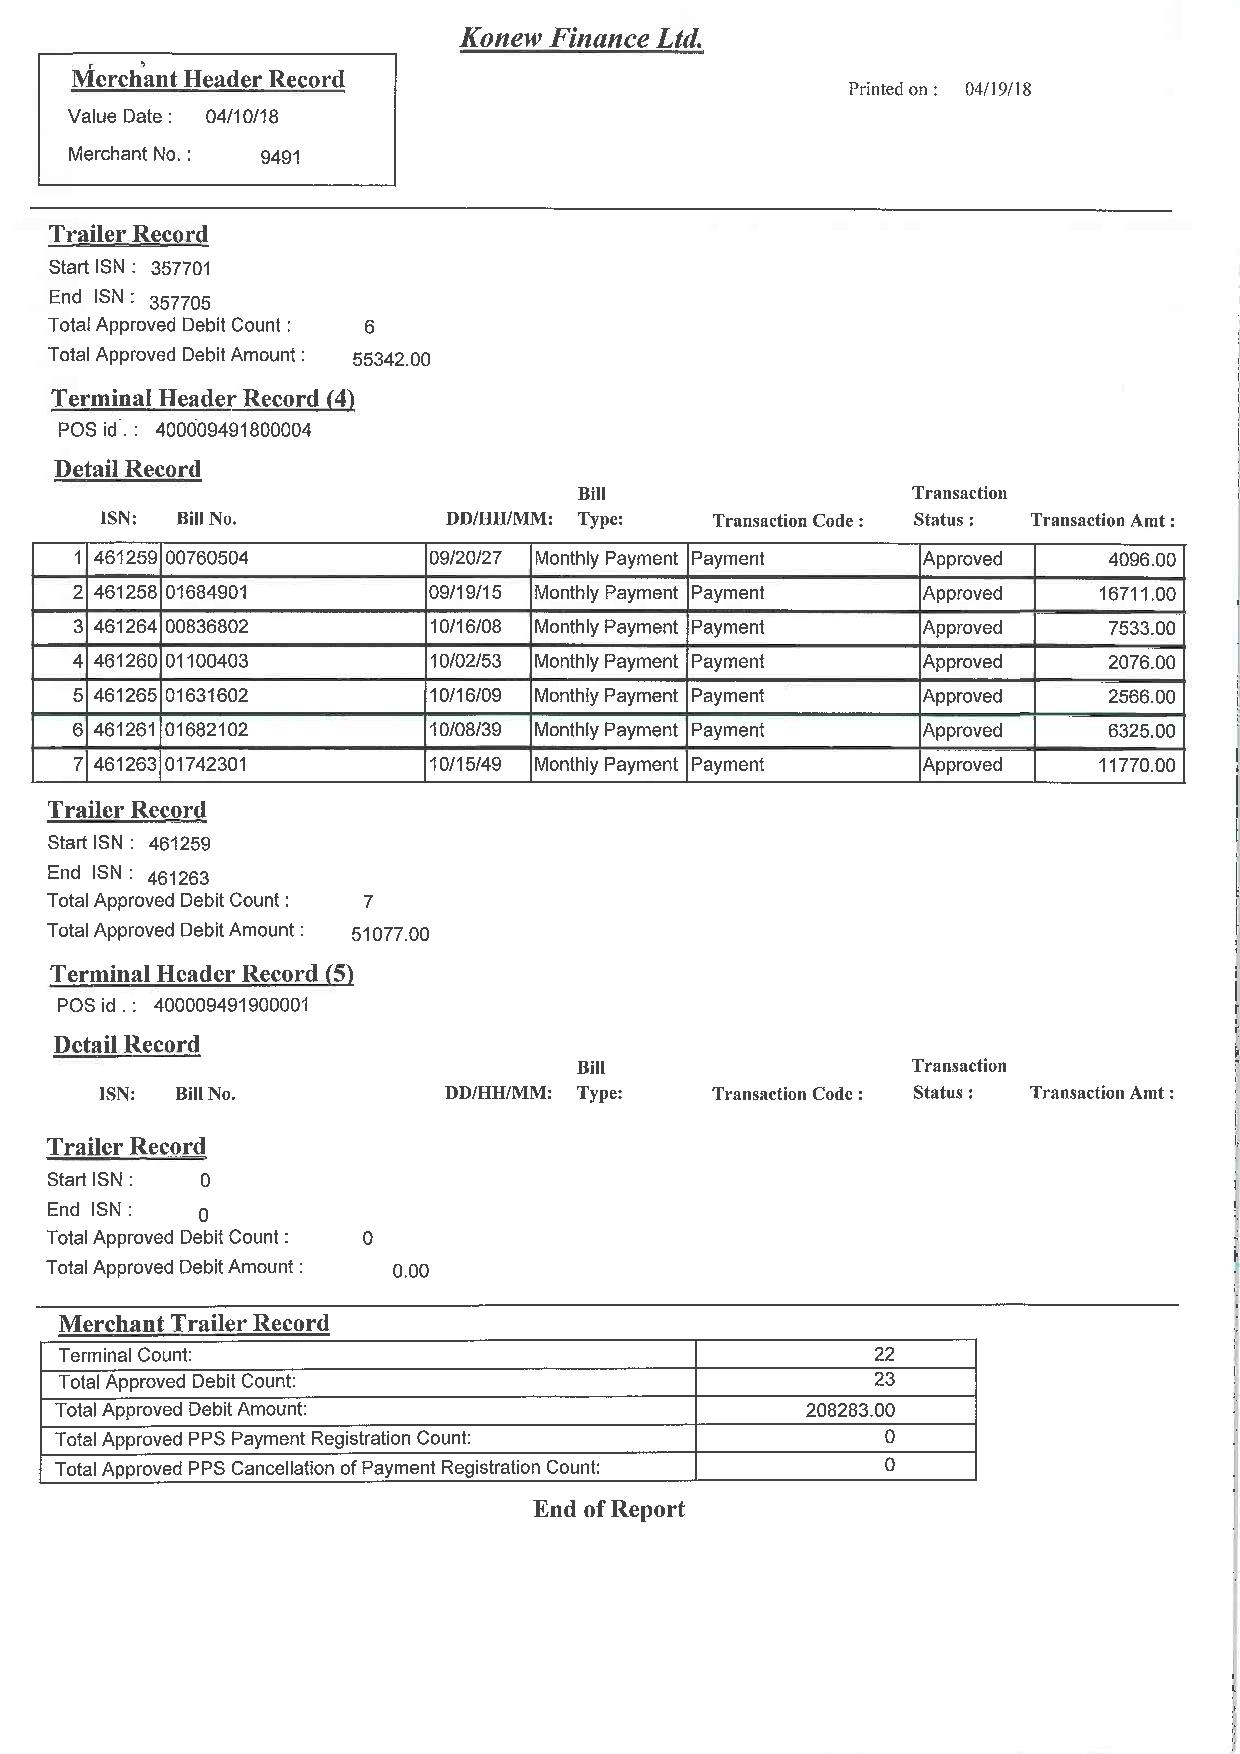 Konew Finance Ltd.
Merchant Header Record
Printed on : 04/19/18
Value Date : 04/10/18
Merchant No. : 9491
Trailer Record
Start ISN : 357701
End ISN : 357705
Total Approved Debit Count : 6
Total Approved Debit Amount : 55342.00
Terminal Header Record (4)
POS id . : 400009491800004
Detail Record
Bill Transaction
ISN: Bill No. DD/HH/MM: Type: Transaction Code : Status : Transaction Amt :
1 461259 00760504 09/20/27 Monthly Payment Payment Approved 4096.00
2 461258 01684901 09/19/15 Monthly Payment Payment Approved 16711.00
3 461264 00836802 10/16/08 Monthly Payment Payment Approved 7533.00
4 461260 01100403 10/02/53 Monthly Payment Payment Approved 2076.00
5 461265 01631602 10/16/09 Monthly Payment Payment Approved 2566.00
6 461261 01682102 10/08/39 Monthly Payment Payment Approved 6325.00
7 461263 01742301 10/15/49 Monthly Payment Payment Approved 11770.00
Trailer Record
Start ISN : 461259
End ISN : 461263
Total Approved Debit Count : 7
Total Approved Debit Amount : 51077.00
Terminal Header Record (5)
POS id . : 400009491900001
Detail Record
Bill Transaction
ISN: Bill No. DD/HH/MM: Type: Transaction Code : Status : Transaction Amt :
Trailer Record
Start ISN : 0
End ISN : 0
Total Approved Debit Count : 0
Total Approved Debit Amount : 0.00
Merchant Trailer Record
Terminal Count: 22
Total Approved Debit Count: 23
Total Approved Debit Amount: 208283.00
Total Approved PPS Payment Registration Count: 0
Total Approved PPS Cancellation of Payment Registration Count: 0
End of Report